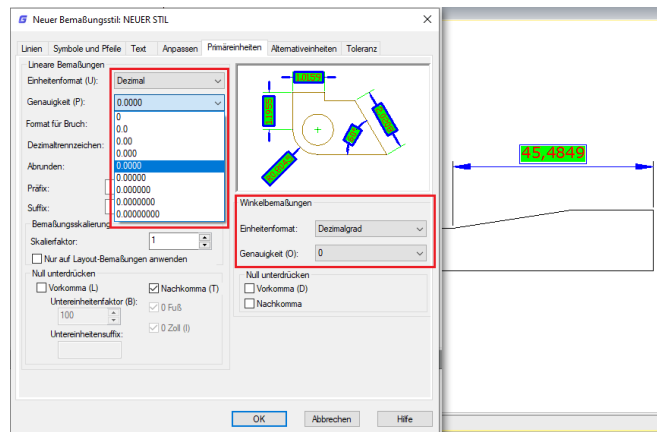 Neuer Bemaßungsstil: NEUER STIL
Linien Symbole und Pfeile Text Anpassen Primäreinheiten Alternativeinheiten Toleranz
Lineare Bemaßungen
Einheitenformat (U): Dezimal
Genauigkeit (P): 0.0000
0
0.0
0.00
0.000
0.0000
0.00000
0.000000
0.0000000
0.00000000
Format für Bruch:
Dezimaltrennzeichen:
Abrunden:
Präfix:
Suffix:
Bemaßungsskalierung
Skalierfaktor: 1
Nur auf Layout-Bemaßungen anwenden
Null unterdrücken
Vorkomma (L) Nachkomma (T)
Untereinheitenfaktor (B): 0 Fuß
100
0 Zoll (I)
Untereinheitensuffix:
1.0159
1.1955
Winkelbemaßungen
Einheitenformat: Dezimalgrad
Genauigkeit (O): 0
Null unterdrücken
Vorkomma (D)
Nachkomma
OK Abbrechen Hilfe
45,4849